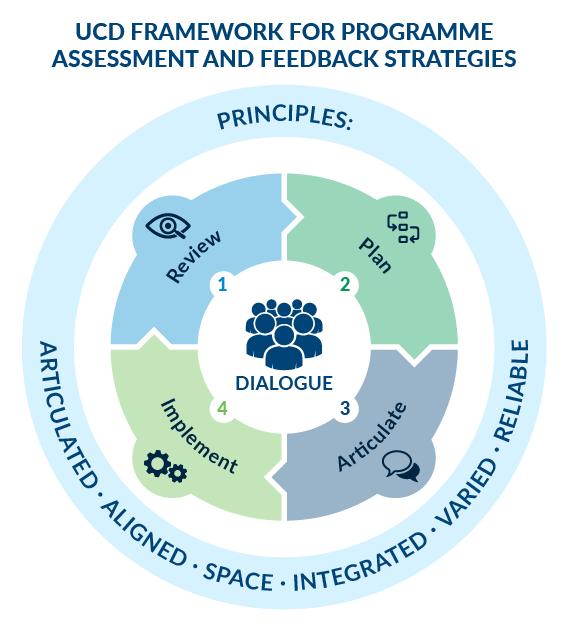 UCD FRAMEWORK FOR PROGRAMME
ASSESSMENT AND FEEDBACK STRATEGIES
PRINCIPLES:
Review
Plan
1
2
DIALOGUE
4
3
Implement
Articulate
ARTICULATED · ALIGNED · SPACE · INTEGRATED · VARIED · RELIABLE